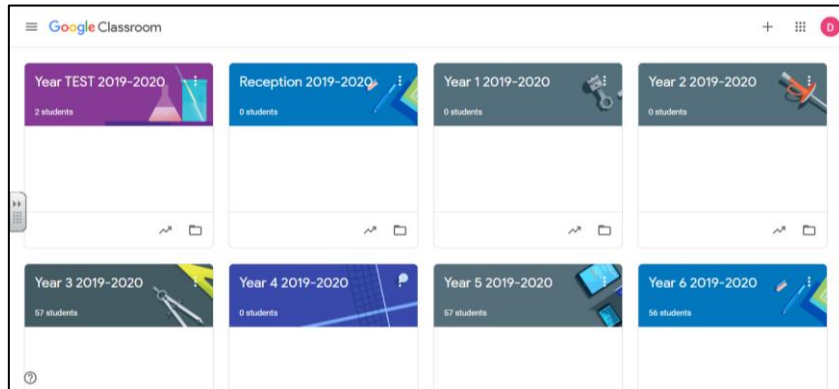 Google Classroom
D
Year TEST 2019-2020
2 students
Reception 2019-2020
0 students
Year 1 2019-2020
0 students
Year 2 2019-2020
0 students
Year 3 2019-2020
57 students
Year 4 2019-2020
0 students
Year 5 2019-2020
57 students
Year 6 2019-2020
56 students